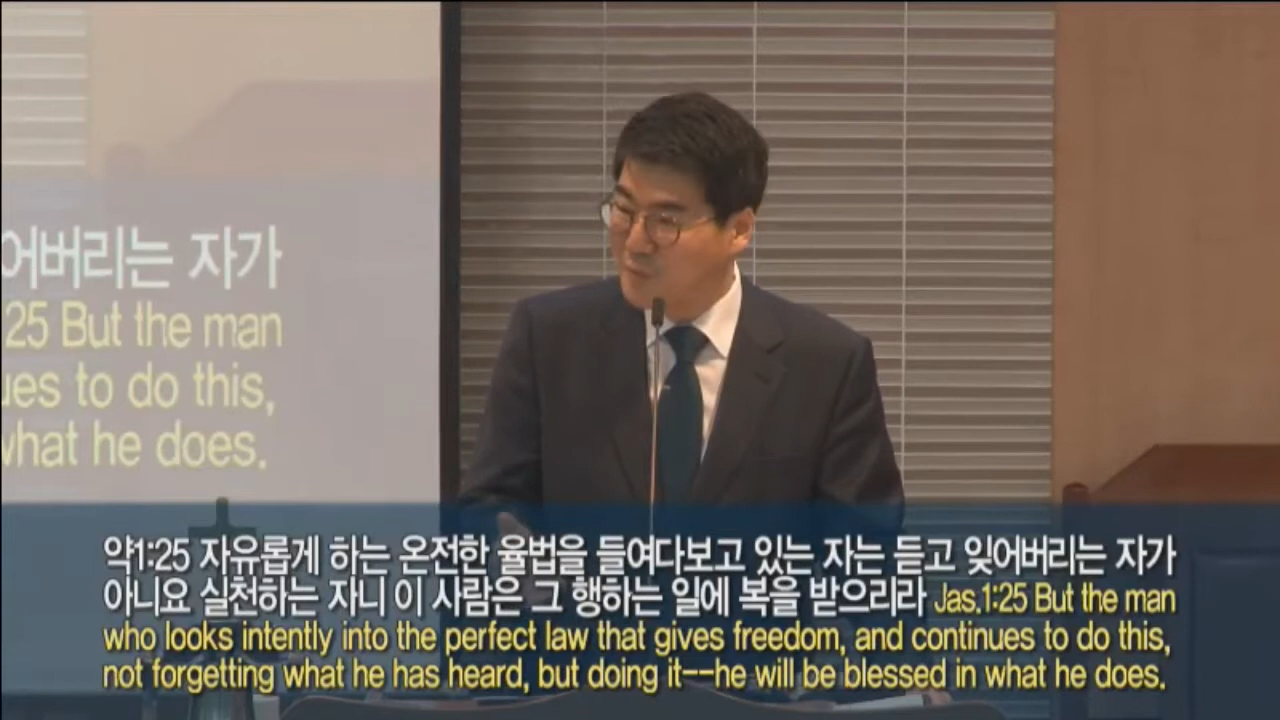 어버리는 자가
:25 But the man
ues to do this,
what he does.
약1:25 자유롭게 하는 온전한 율법을 들여다보고 있는 자는 듣고 잊어버리는 자가
아니요 실천하는 자니 이 사람은 그 행하는 일에 복을 받으리라 Jas.1:25 But the man
who looks intently into the perfect law that gives freedom, and continues to do this,
not forgetting what he has heard, but doing it--he will be blessed in what he does.